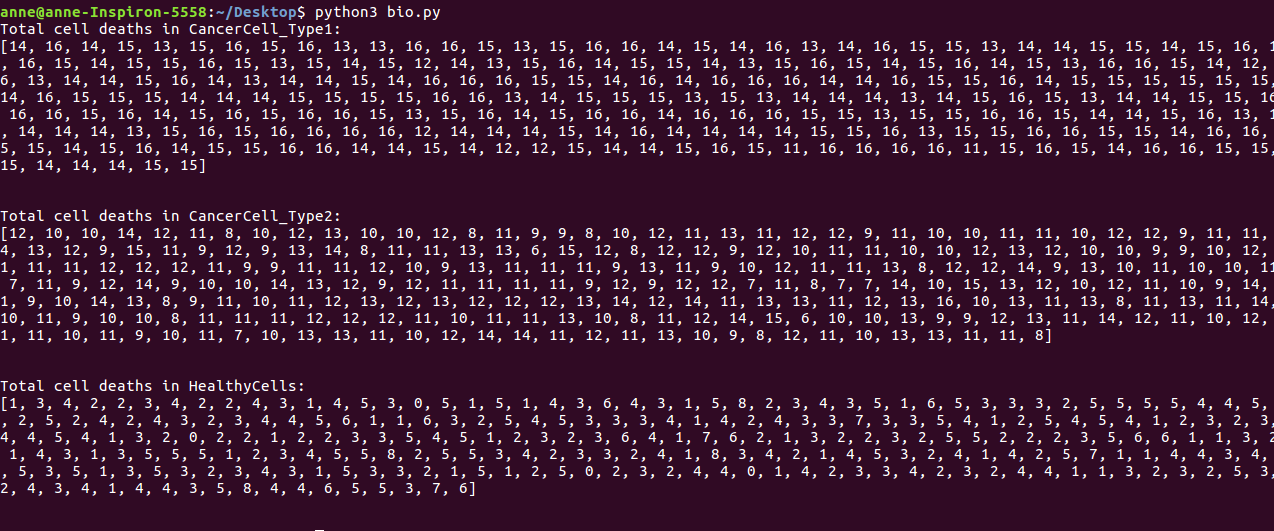 anne@anne-Inspiron-5558:~/Desktop$ python3 bio.py
Total cell deaths in CancerCell_Type1:
[14, 16, 14, 15, 13, 15, 16, 15, 16, 13, 13, 16, 16, 15, 13, 15, 16, 16, 14, 15, 14, 16, 13, 14, 16, 15, 15, 13, 14, 14, 15, 15, 14, 15, 16, 1
, 16, 15, 14, 15, 15, 16, 15, 13, 15, 14, 15, 12, 14, 13, 15, 16, 14, 15, 15, 14, 13, 15, 16, 15, 14, 15, 16, 14, 15, 13, 16, 16, 15, 14, 12,
6, 13, 14, 14, 15, 16, 14, 13, 14, 14, 15, 14, 16, 16, 16, 15, 15, 14, 16, 14, 16, 16, 16, 14, 14, 16, 15, 15, 16, 14, 15, 15, 15, 15, 15,
14, 16, 15, 15, 15, 14, 14, 14, 15, 15, 15, 15, 16, 16, 13, 14, 15, 15, 15, 13, 15, 13, 14, 14, 14, 13, 14, 15, 16, 15, 13, 14, 14, 15, 15, 16
16, 16, 15, 16, 14, 15, 16, 15, 16, 15, 13, 15, 16, 14, 15, 16, 16, 14, 16, 16, 16, 15, 15, 13, 15, 15, 16, 16, 15, 14, 14, 15, 16, 13, 1
, 14, 14, 14, 13, 15, 16, 15, 16, 16, 16, 16, 12, 14, 14, 14, 15, 14, 16, 14, 14, 14, 14, 15, 15, 16, 13, 15, 15, 16, 16, 15, 15, 14, 16, 16,
5, 15, 14, 15, 16, 14, 15, 15, 16, 16, 14, 14, 15, 14, 12, 12, 15, 14, 14, 15, 16, 15, 11, 16, 16, 16, 16, 11, 15, 16, 15, 14, 16, 16, 15, 15,
15, 14, 14, 14, 15, 15]
Total cell deaths in CancerCell_Type2:
[12, 10, 10, 14, 12, 11, 8, 10, 12, 13, 10, 10, 12, 8, 11, 9, 9, 8, 10, 12, 11, 13, 11, 12, 12, 9, 11, 10, 10, 11, 11, 10, 12, 12, 9, 11, 11,
4, 13, 12, 9, 15, 11, 9, 12, 9, 13, 14, 8, 11, 11, 13, 13, 6, 15, 12, 8, 12, 12, 9, 12, 10, 11, 11, 10, 10, 12, 13, 12, 10, 10, 9, 9, 10, 12,
1, 11, 11, 12, 12, 12, 11, 9, 9, 11, 11, 12, 10, 9, 13, 11, 11, 11, 9, 13, 11, 9, 10, 12, 11, 11, 13, 8, 12, 12, 14, 9, 13, 10, 11, 10, 10, 11
7, 11, 9, 12, 14, 9, 10, 10, 14, 13, 12, 9, 12, 11, 11, 11, 11, 9, 12, 9, 12, 12, 7, 11, 8, 7, 7, 14, 10, 15, 13, 12, 10, 12, 11, 10, 9, 14,
1, 9, 10, 14, 13, 8, 9, 11, 10, 11, 12, 13, 12, 13, 12, 12, 12, 13, 14, 12, 14, 11, 13, 13, 11, 12, 13, 16, 10, 13, 11, 13, 8, 11, 13, 11, 14,
10, 11, 9, 10, 10, 8, 11, 11, 11, 12, 12, 12, 11, 10, 11, 11, 13, 10, 8, 11, 12, 14, 15, 6, 10, 10, 13, 9, 9, 12, 13, 11, 14, 12, 11, 10, 12,
1, 11, 10, 11, 9, 10, 11, 7, 10, 13, 13, 11, 10, 12, 14, 14, 11, 12, 11, 13, 10, 9, 8, 12, 11, 10, 13, 13, 11, 11, 8]
Total cell deaths in HealthyCells:
[1, 3, 4, 2, 2, 3, 4, 2, 2, 4, 3, 1, 4, 5, 3, 0, 5, 1, 5, 1, 4, 3, 6, 4, 3, 1, 5, 8, 2, 3, 4, 3, 5, 1, 6, 5, 3, 3, 3, 2, 5, 5, 5, 5, 4, 4, 5,
, 2, 5, 2, 4, 2, 4, 3, 2, 3, 4, 4, 5, 6, 1, 1, 6, 3, 2, 5, 4, 5, 3, 3, 3, 4, 1, 4, 2, 4, 3, 3, 7, 3, 3, 5, 4, 1, 2, 5, 4, 5, 4, 1, 2, 3, 2, 3,
4, 4, 5, 4, 1, 3, 2, 0, 2, 2, 1, 2, 2, 3, 3, 5, 4, 5, 1, 2, 3, 2, 3, 6, 4, 1, 7, 6, 2, 1, 3, 2, 2, 3, 2, 5, 5, 2, 2, 2, 3, 5, 6, 6, 1, 1, 3, 2
1, 4, 3, 1, 3, 5, 5, 5, 1, 2, 3, 4, 5, 5, 8, 2, 5, 5, 3, 4, 2, 3, 3, 2, 4, 1, 8, 3, 4, 2, 1, 4, 5, 3, 2, 4, 1, 4, 2, 5, 7, 1, 1, 4, 4, 3, 4,
, 5, 3, 5, 1, 3, 5, 3, 2, 3, 4, 3, 1, 5, 3, 3, 2, 1, 5, 1, 2, 5, 0, 2, 3, 2, 4, 4, 0, 1, 4, 2, 3, 3, 4, 2, 3, 2, 4, 4, 1, 1, 3, 2, 3, 2, 5, 3
2, 4, 3, 4, 1, 4, 4, 3, 5, 8, 4, 4, 6, 5, 5, 3, 7, 6]